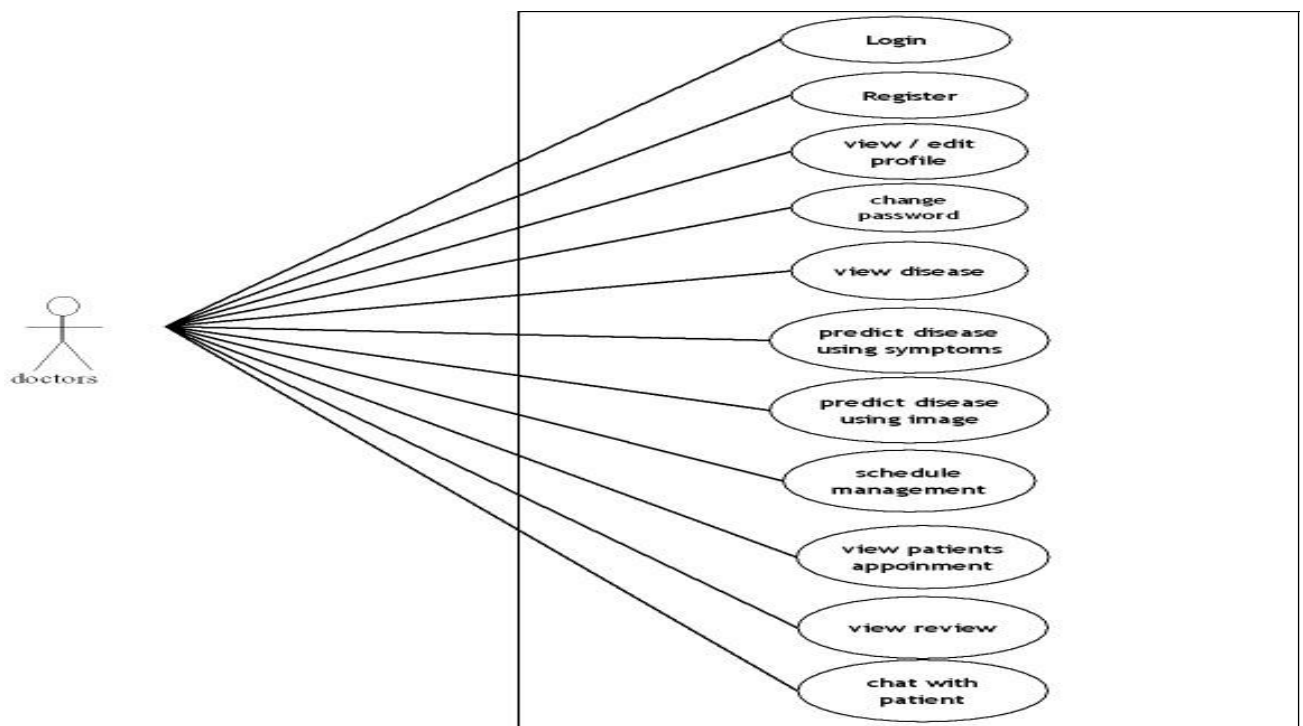 Login
Register
view / edit
profile
change
password
view disease
doctors
predict disease
using symptoms
predict disease
using image
schedule
management
view patients
appoinment
view review
chat with
patient